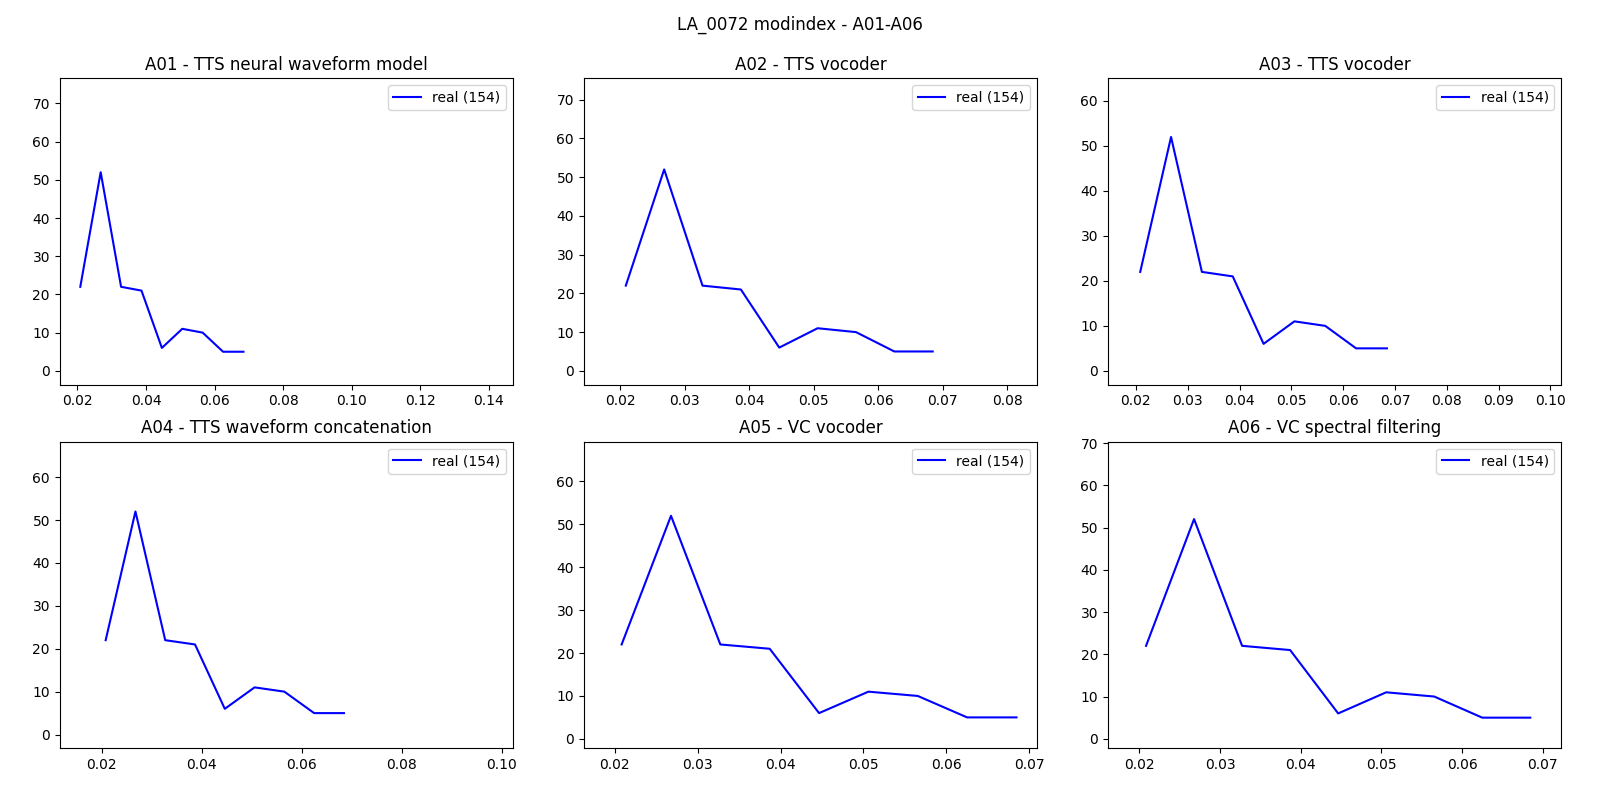 LA_0072 modindex - A01-A06
A01 - TTS neural waveform model
real (154)
70
60
50
40
30
20
10
0
0.02 0.04 0.06 0.08 0.10 0.12 0.14
A02 - TTS vocoder
real (154)
70
60
50
40
30
20
10
0
0.02 0.03 0.04 0.05 0.06 0.07 0.08
A03 - TTS vocoder
real (154)
60
50
40
30
20
10
0
0.02 0.03 0.04 0.05 0.06 0.07 0.08 0.09 0.10
A04 - TTS waveform concatenation
real (154)
60
50
40
30
20
10
0
0.02 0.04 0.06 0.08 0.10
A05 - VC vocoder
real (154)
60
50
40
30
20
10
0
0.02 0.03 0.04 0.05 0.06 0.07
A06 - VC spectral filtering
real (154)
70
60
50
40
30
20
10
0
0.02 0.03 0.04 0.05 0.06 0.07